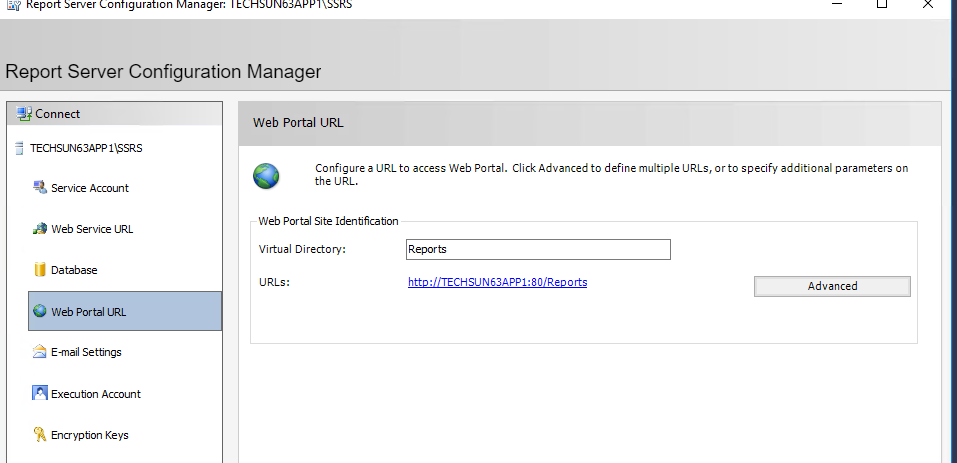 Report Server Configuration Manager: TECHSUN63APP1\SSRS
Report Server Configuration Manager
Connect
TECHSUN63APP1\SSRS
Service Account
Web Service URL
Database
Web Portal URL
E-mail Settings
Execution Account
Encryption Keys
Web Portal URL
Configure a URL to access Web Portal.  Click Advanced to define multiple URLs, or to specify additional parameters on
the URL.
Web Portal Site Identification
Virtual Directory: Reports
URLs: http://TECHSUN63APP1:80/Reports
Advanced